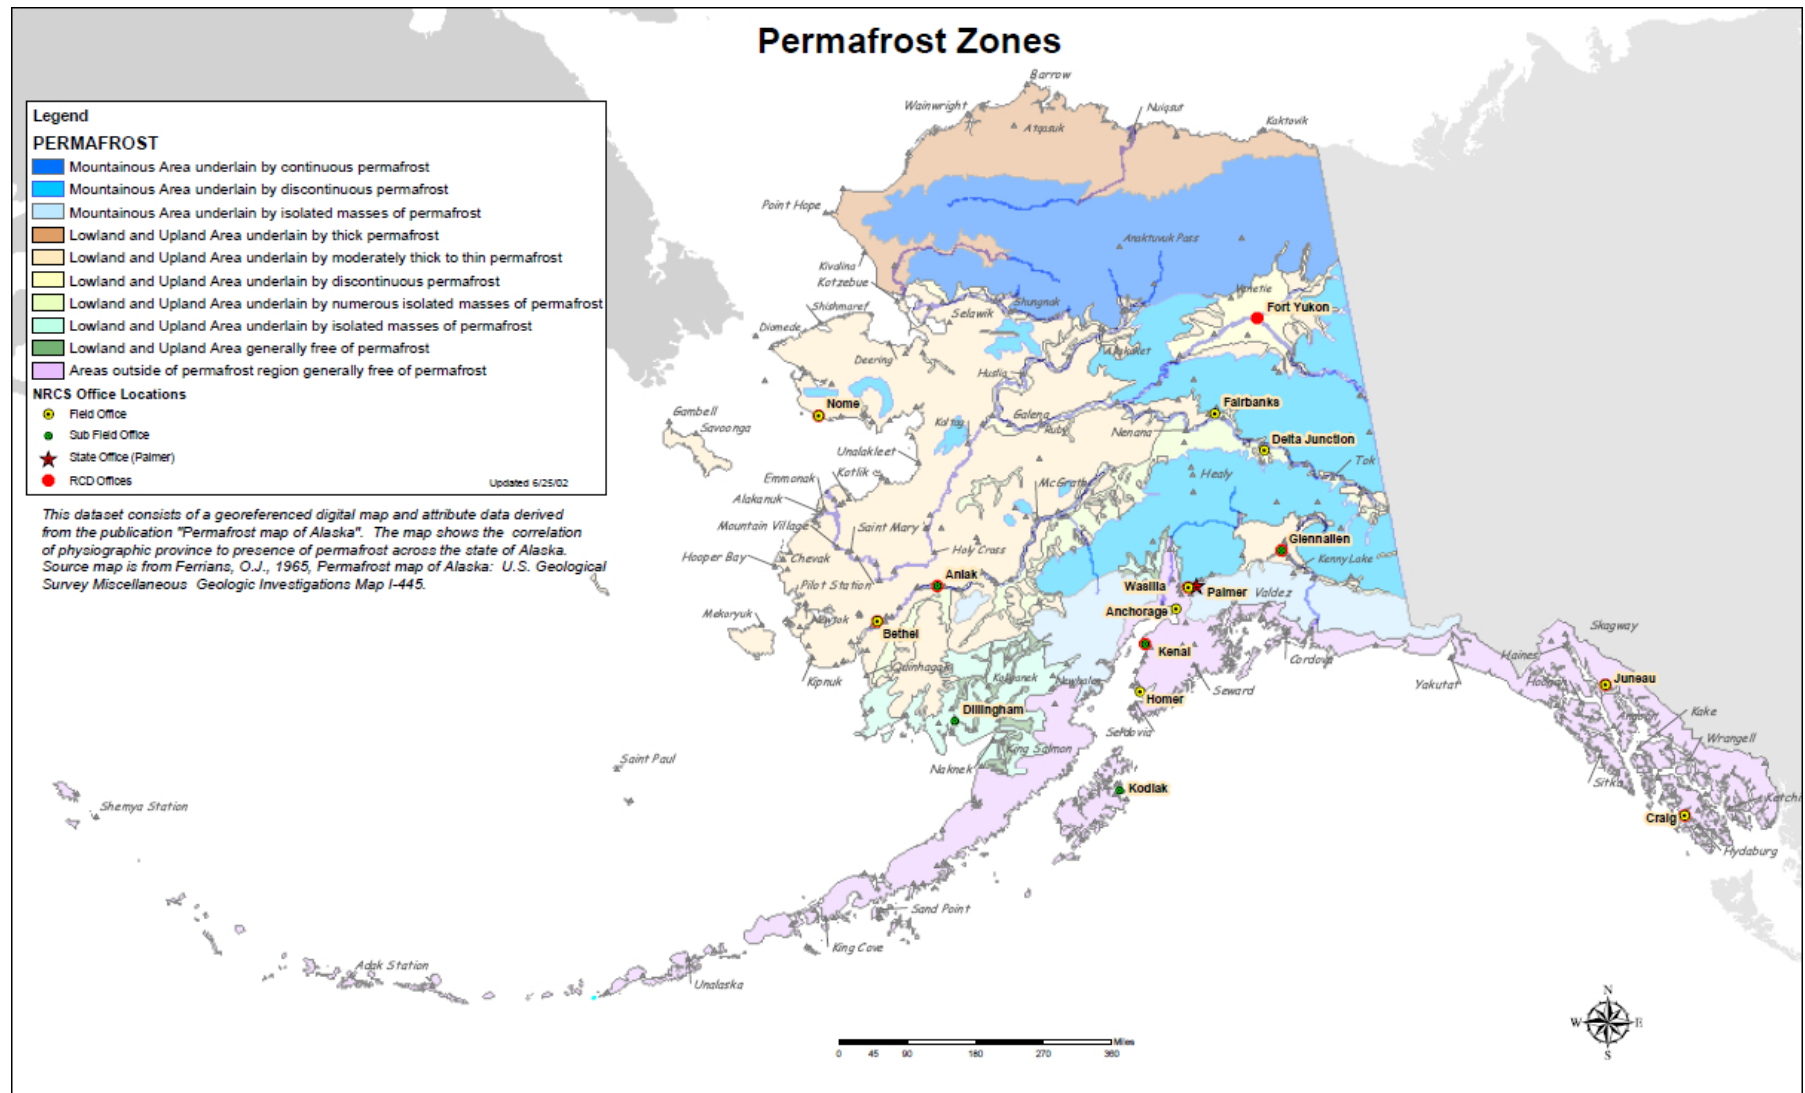 Permafrost Zones
Legend
PERMAFROST
Mountainous Area underlain by continuous permafrost
Mountainous Area underlain by discontinuous permafrost
Mountainous Area underlain by isolated masses of permafrost
Lowland and Upland Area underlain by thick permafrost
Lowland and Upland Area underlain by moderately thick to thin permafrost
Lowland and Upland Area underlain by discontinuous permafrost
Lowland and Upland Area underlain by numerous isolated masses of permafrost
Lowland and Upland Area underlain by isolated masses of permafrost
Lowland and Upland Area generally free of permafrost
Areas outside of permafrost region generally free of permafrost
NRCS Office Locations
Field Office
Sub Field Office
State Office (Palmer)
RCD Offices
Updated 6/25/02
This dataset consists of a georeferenced digital map and attribute data derived
from the publication "Permafrost map of Alaska". The map shows the correlation
of physiographic province to presence of permafrost across the state of Alaska.
Source map is from Ferrians, O.J., 1965, Permafrost map of Alaska: U.S. Geological
Survey Miscellaneous Geologic Investigations Map I-445.
Barrow
Wainwright
Nuiqsut
Atqasuk
Kaktovik
Point Hope
Anaktuvuk Pass
Kivalina
Kotzebue
Venetie
Shishmaref
Shungnak
Fort Yukon
Selawik
Diomede
Alakaket
Deering
Huslia
Nome
Fairbanks
Gambell
Galena
Savoonga
Kaltag
Ruby
Nenana
Delta Junction
Unalakleet
Tok
Emmonak
Kotlik
McGrath
Healy
Alakanuk
Mountain Village
Saint Mary
Glennallen
Hooper Bay
Chevak
Holy Cross
Kenny Lake
Pilot Station
Aniak
Wasilla
Palmer
Valdez
Anchorage
Mekoryuk
Newtok
Bethel
Skagway
Kenai
Cordova
Haines
Quinhagak
Koliganek
Newhalen
Kipnuk
Yakutat
Hoonah
Juneau
Homer
Seward
Dillingham
Angoon
Kake
Seldovia
Wrangell
King Salmon
Saint Paul
Naknek
Sitka
Kodiak
Shemya Station
Ketchi
Craig
Hydaburg
Sand Point
King Cove
Adak Station
Unalaska
N
W
E
S
Miles
0 45 90 180 270 360